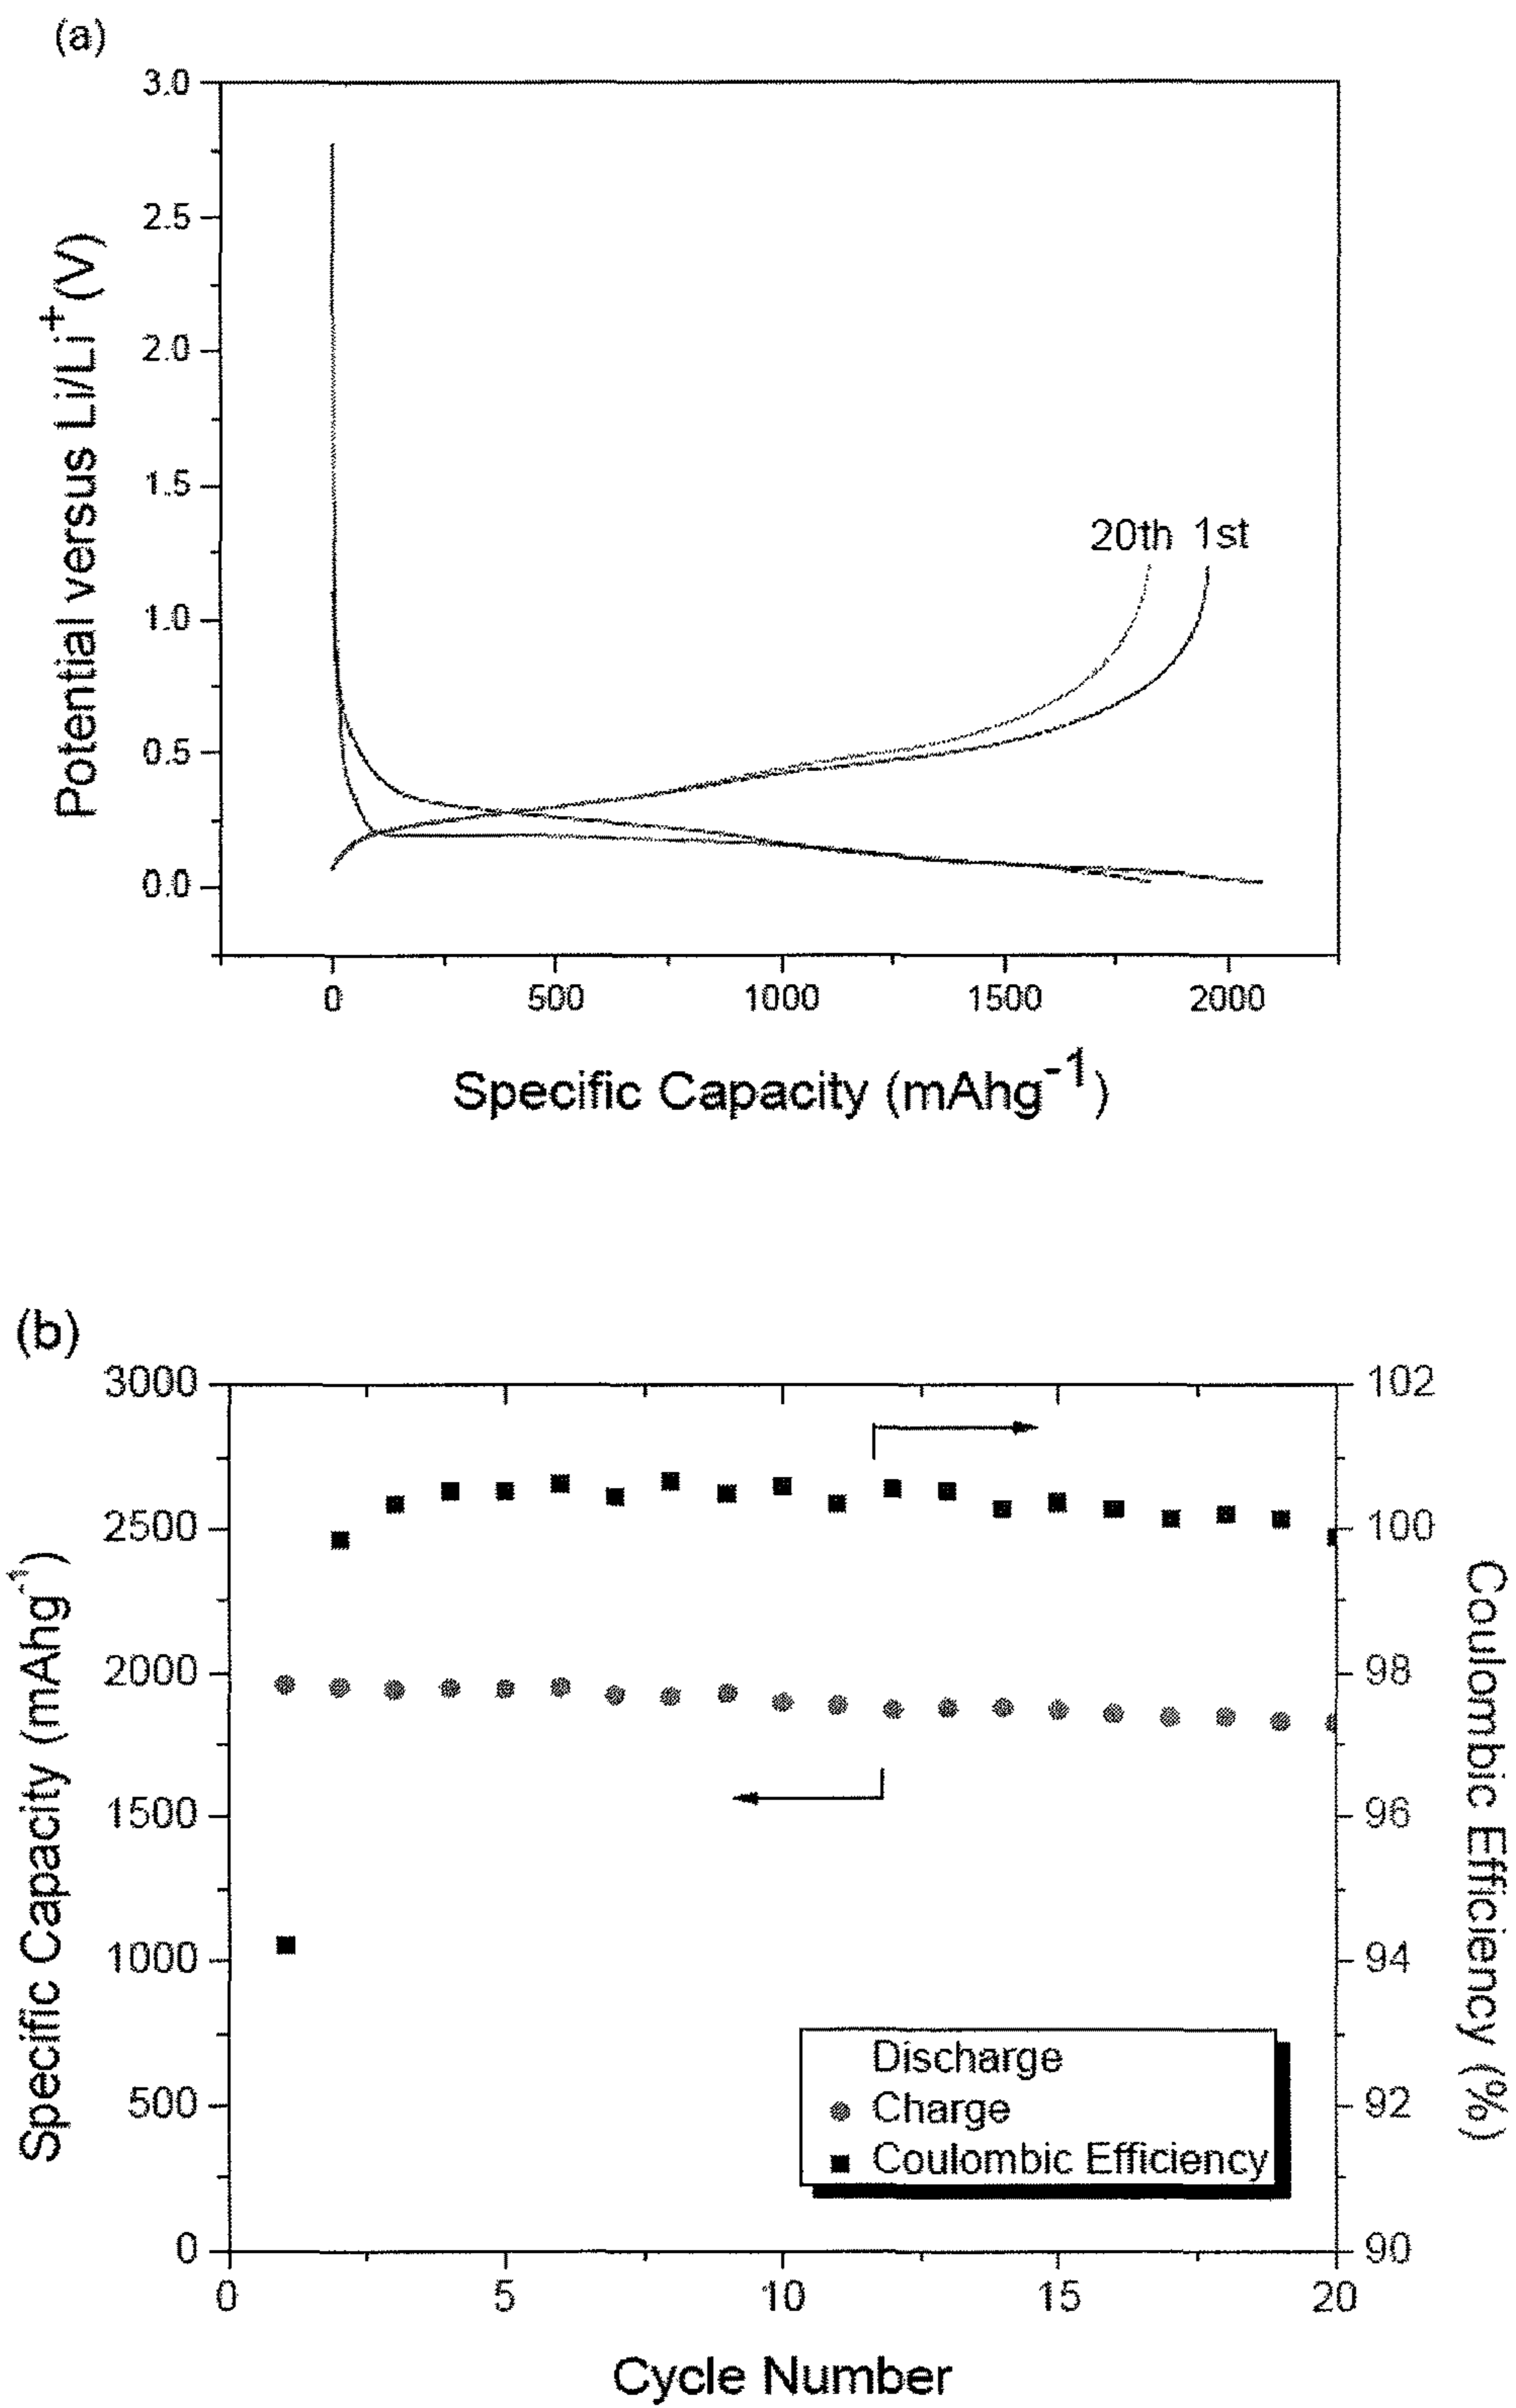 (a)
3.0
2.5
2.0
1.5
1.0
0.5
0.0
Potential versus Li/Li⁺(V)
20th 1st
0 500 1000 1500 2000
Specific Capacity (mAhg⁻¹)
(b)
3000
2500
2000
1500
1000
500
0
Specific Capacity (mAhg⁻¹)
102
100
98
96
94
92
90
Coulombic Efficiency (%)
Discharge
Charge
Coulombic Efficiency
0 5 10 15 20
Cycle Number